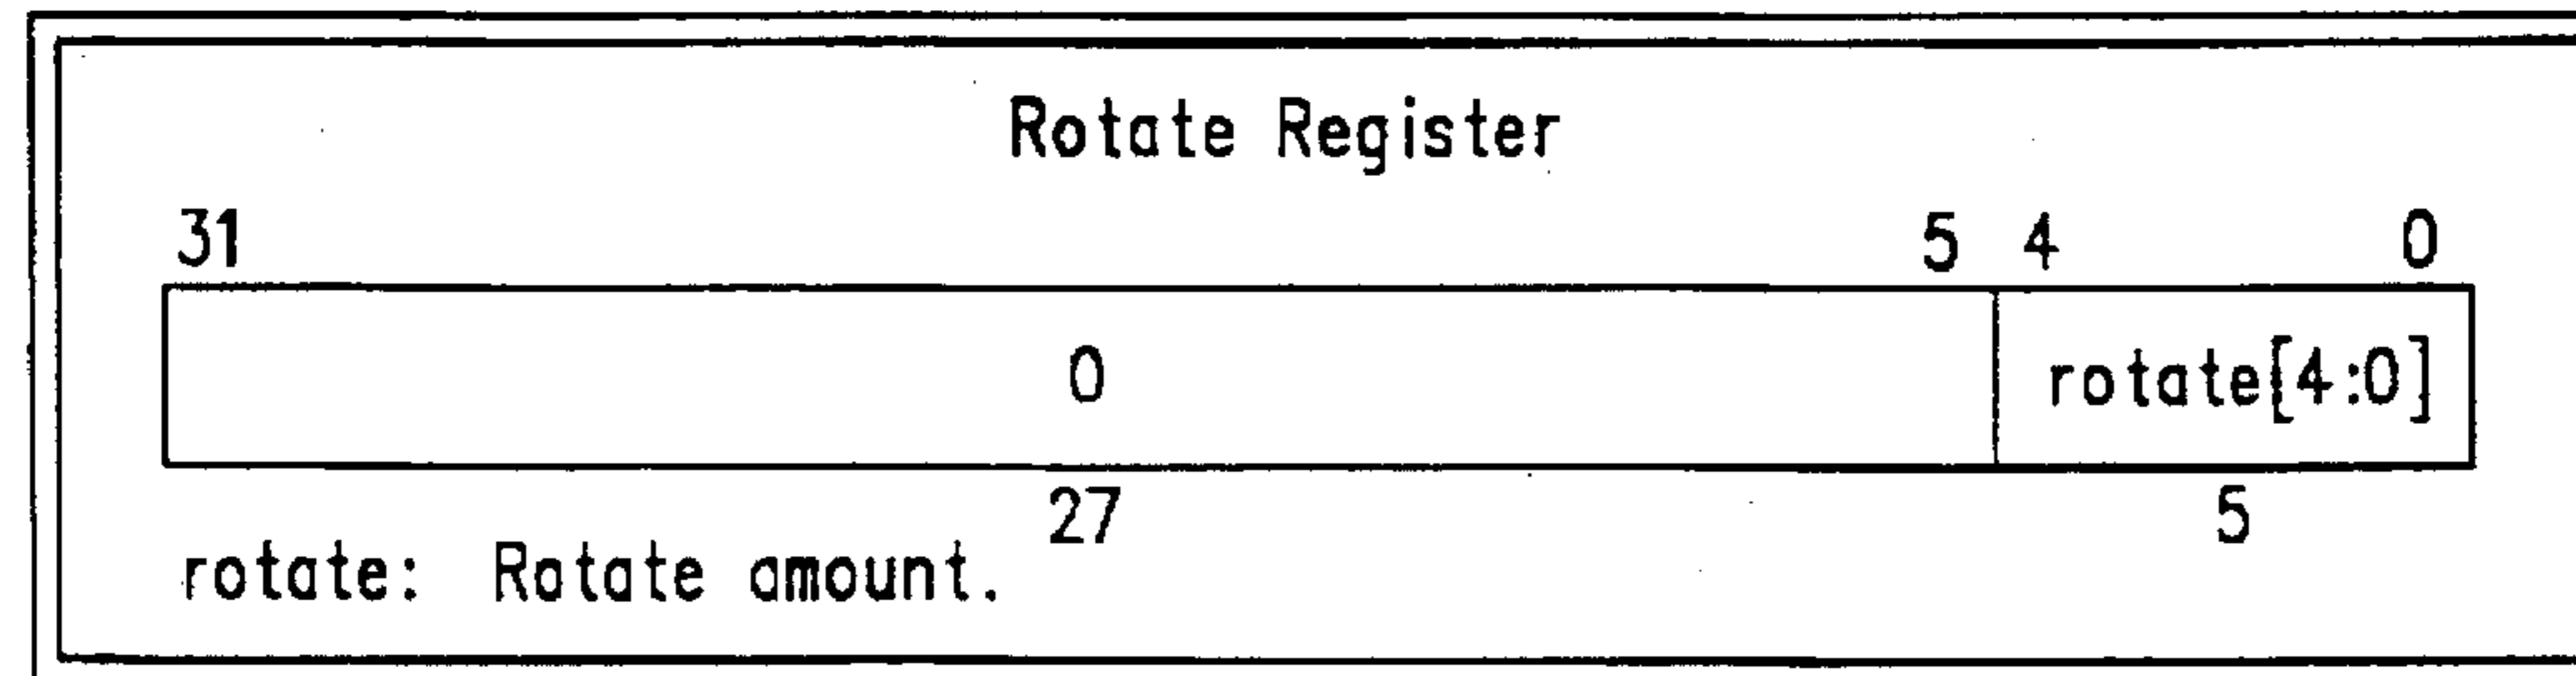 Rotate Register
31 5 4 0
0 rotate[4:0]
27 5
rotate: Rotate amount.